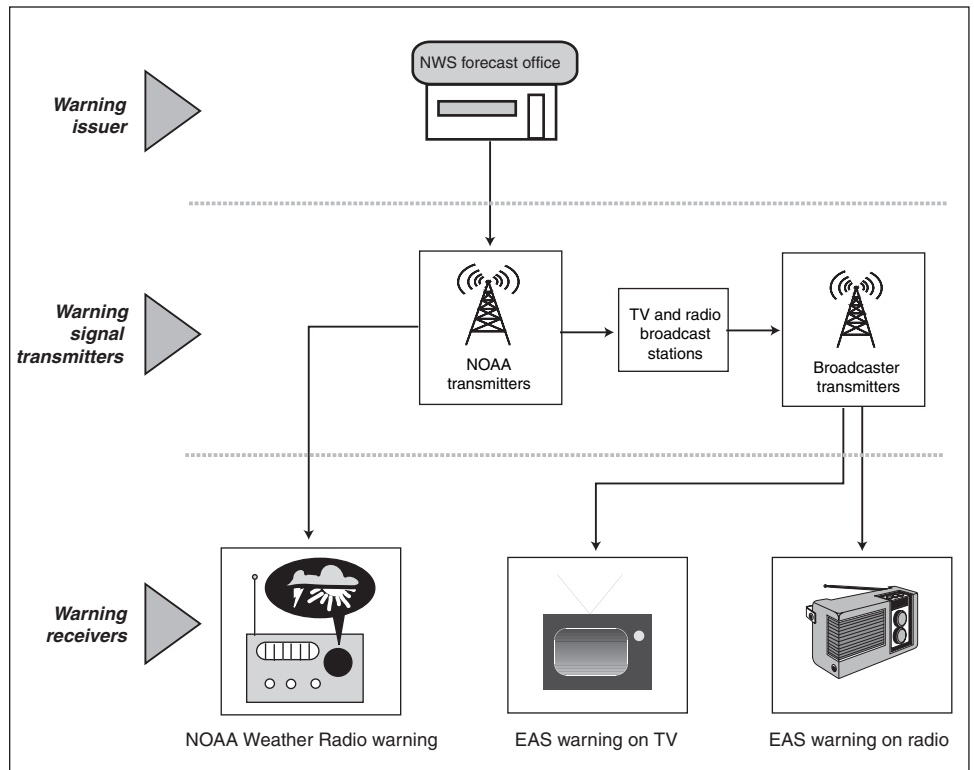 NWS forecast office
Warning
issuer
Warning
signal
transmitters
NOAA
transmitters
TV and radio
broadcast
stations
Broadcaster
transmitters
Warning
receivers
NOAA Weather Radio warning
EAS warning on TV
EAS warning on radio